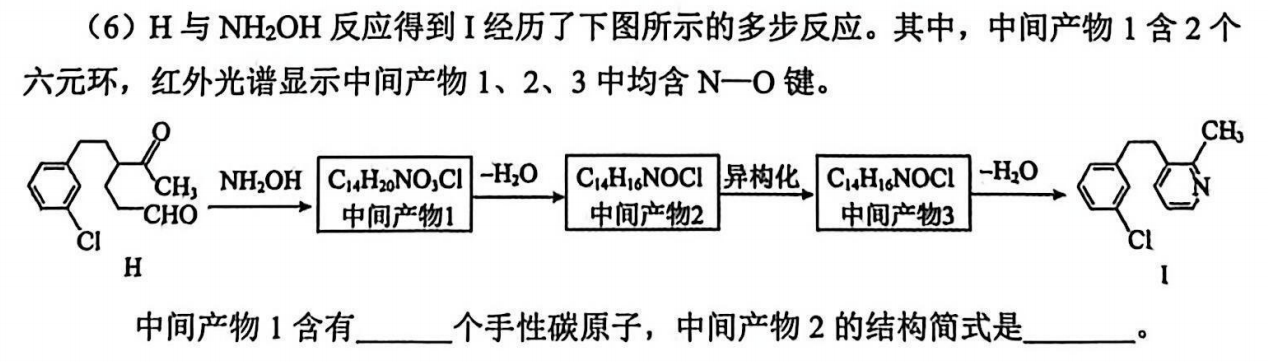 （6）H 与 NH₂OH 反应得到 I 经历了下图所示的多步反应。其中，中间产物 1 含 2 个
六元环，红外光谱显示中间产物 1、2、3 中均含 N—O 键。
O
CH₃
CHO
Cl
H
NH₂OH
C₁₄H₂₀NO₃Cl
中间产物1
−H₂O
C₁₄H₁₆NOCl
中间产物2
异构化
C₁₄H₁₆NOCl
中间产物3
−H₂O
CH₃
N
Cl
I
中间产物 1 含有______个手性碳原子，中间产物 2 的结构简式是______。